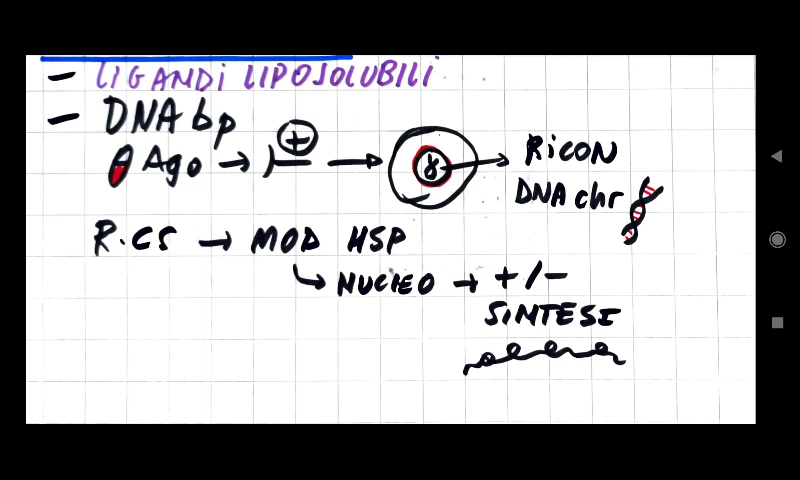 - LIGANDI LIPOSOLUBILI
- DNA bp
Ago → ⊕ → → RiCON
DNA chr
R.CS → MOD HSP
↳ NUCLEO → +/-
SINTESI